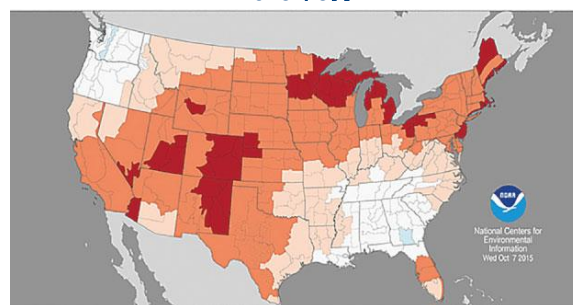 NOAA
National Centers for
Environmental
Information
Wed Oct 7 2015